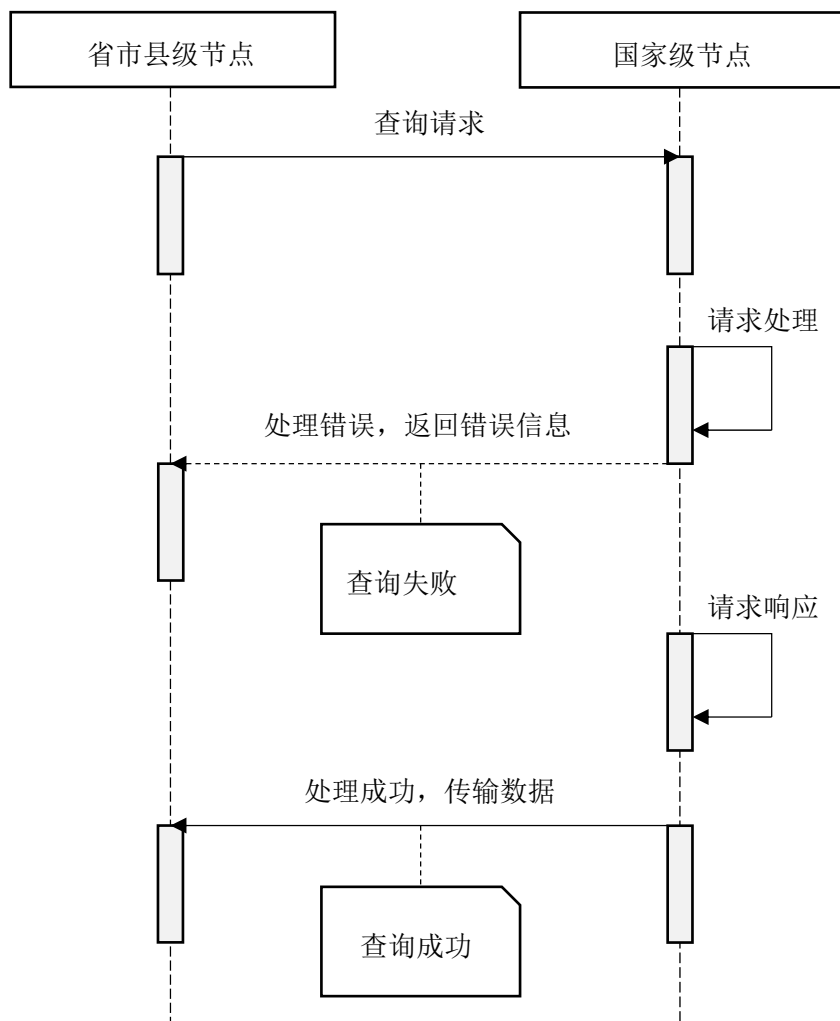 省市县级节点
国家级节点
查询请求
请求处理
处理错误，返回错误信息
查询失败
请求响应
处理成功，传输数据
查询成功